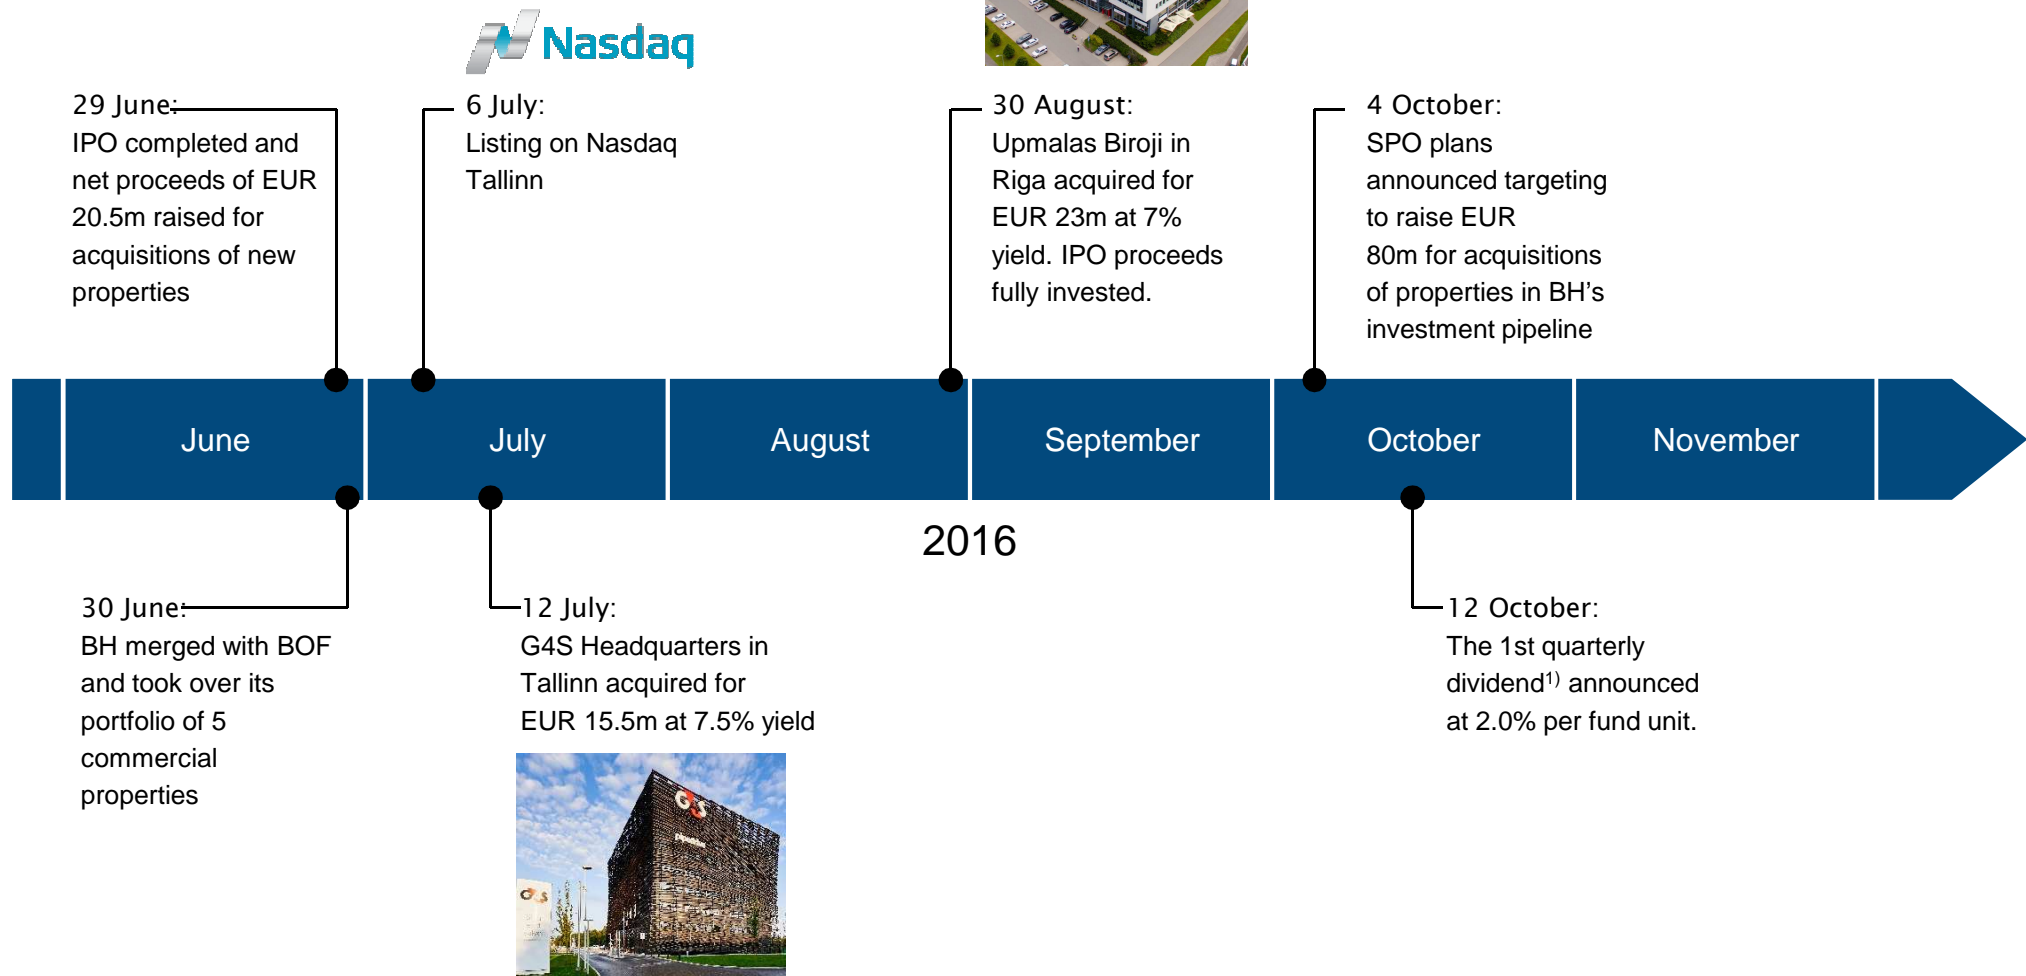 Nasdaq
29 June:
IPO completed and
net proceeds of EUR
20.5m raised for
acquisitions of new
properties
6 July:
Listing on Nasdaq
Tallinn
30 August:
Upmalas Biroji in
Riga acquired for
EUR 23m at 7%
yield. IPO proceeds
fully invested.
4 October:
SPO plans
announced targeting
to raise EUR
80m for acquisitions
of properties in BH’s
investment pipeline
June
July
August
September
October
November
2016
30 June:
BH merged with BOF
and took over its
portfolio of 5
commercial
properties
12 July:
G4S Headquarters in
Tallinn acquired for
EUR 15.5m at 7.5% yield
12 October:
The 1st quarterly
dividend¹⁾ announced
at 2.0% per fund unit.
G4S
G4S